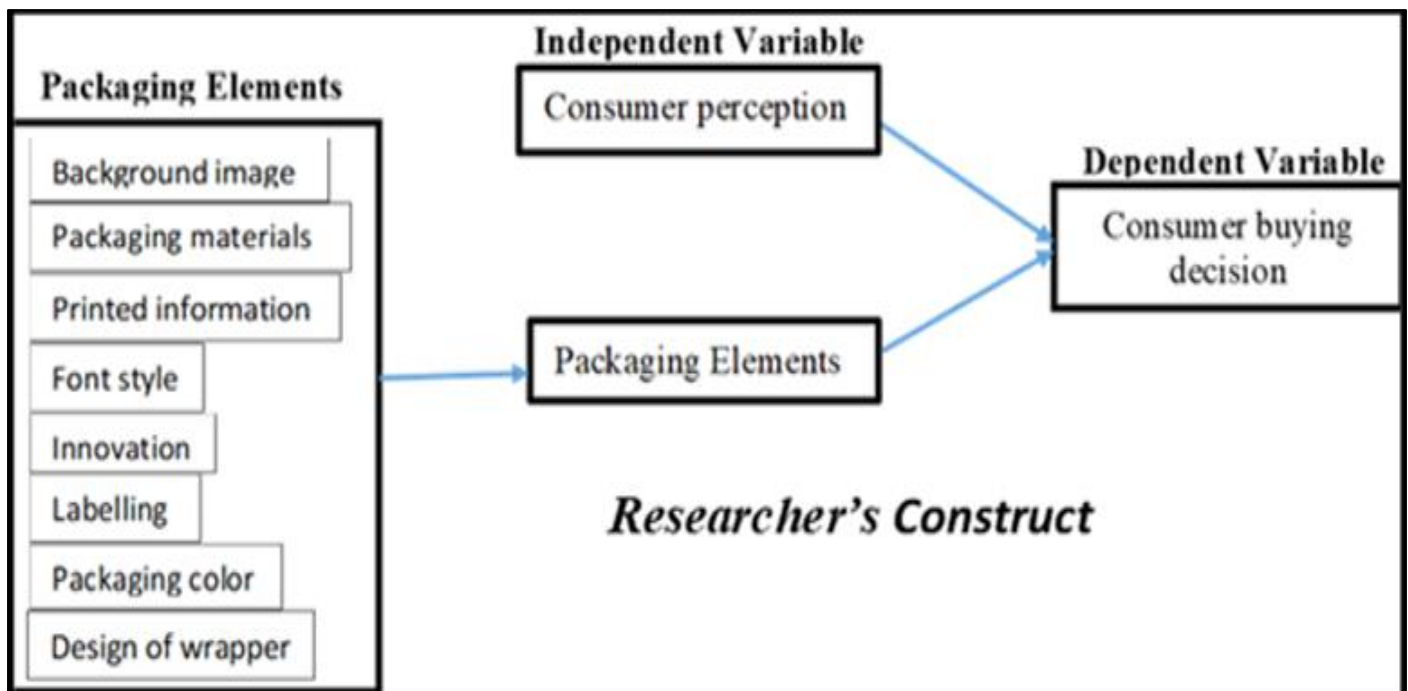 Packaging Elements
Background image
Packaging materials
Printed information
Font style
Innovation
Labelling
Packaging color
Design of wrapper
Independent Variable
Consumer perception
Packaging Elements
Dependent Variable
Consumer buying
decision
Researcher's Construct